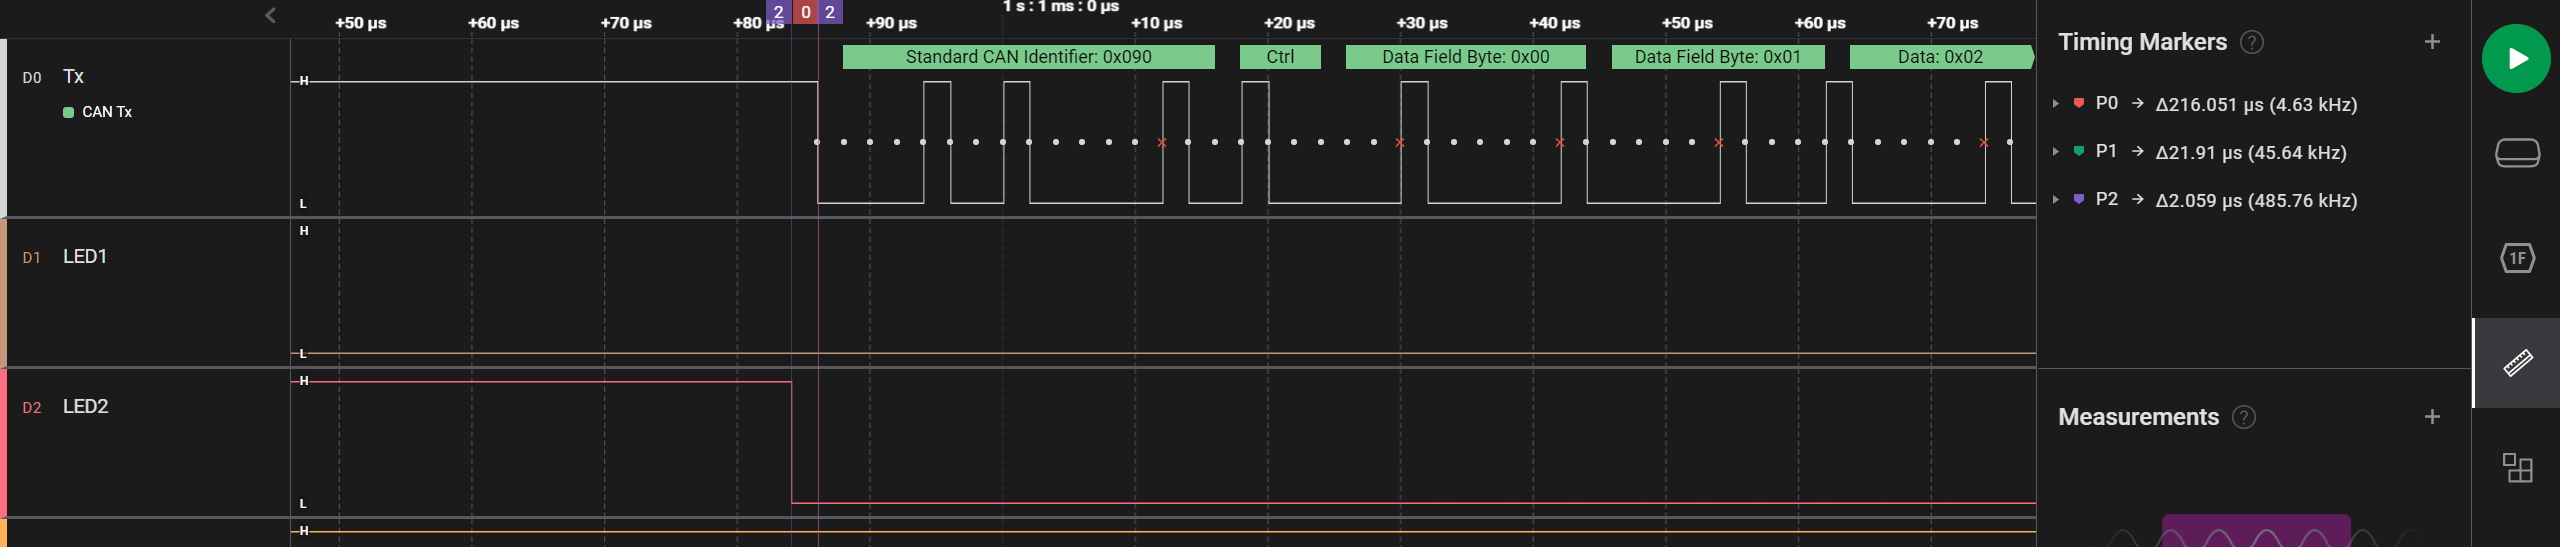 +50 µs +60 µs +70 µs +80 µs 2 0 2 +90 µs 1 s : 1 ms : 0 µs +10 µs +20 µs +30 µs +40 µs +50 µs +60 µs +70 µs
D0 Tx
CAN Tx
H
L
Standard CAN Identifier: 0x090 Ctrl Data Field Byte: 0x00 Data Field Byte: 0x01 Data: 0x02
D1 LED1
H
L
D2 LED2
H
L
H
Timing Markers ? +
P0 → Δ216.051 µs (4.63 kHz)
P1 → Δ21.91 µs (45.64 kHz)
P2 → Δ2.059 µs (485.76 kHz)
Measurements ? +
1F